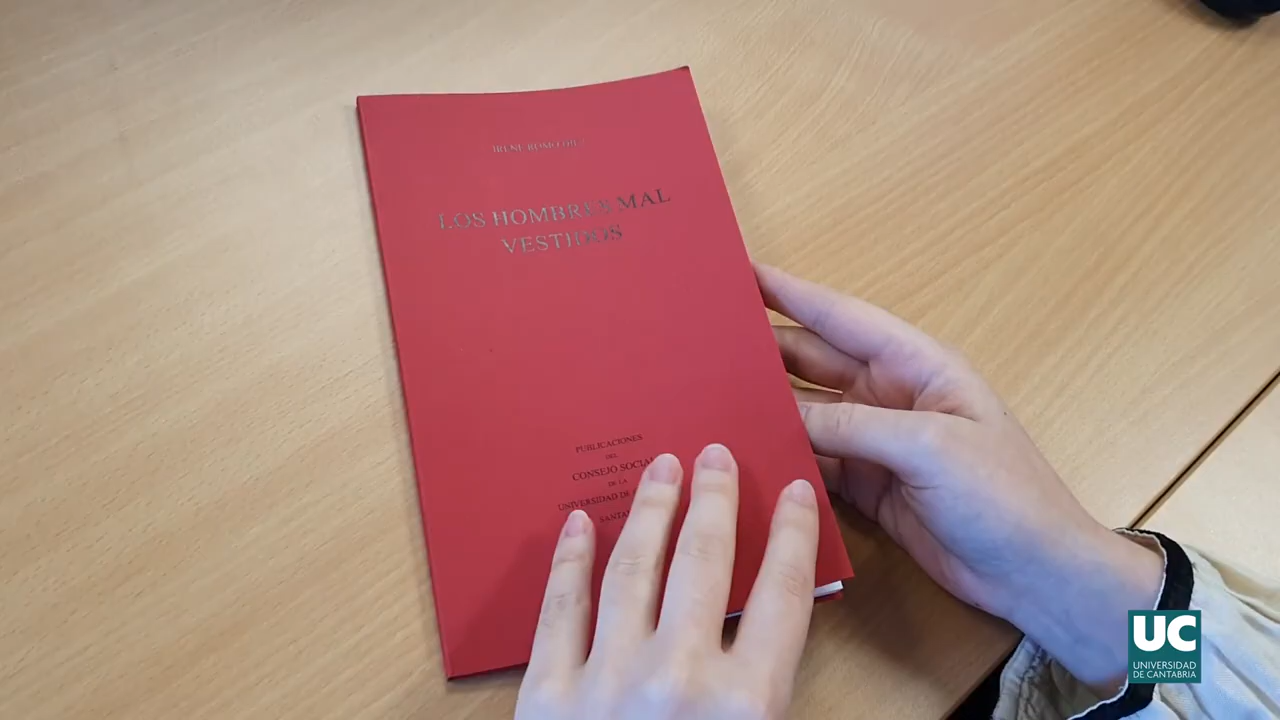 IRENE
LOS HOMBRES MAL
VESTIDOS
PUBLICACIONES
DEL
CONSEJO SOCIAL
DE LA
UNIVERSIDAD DE
UC
UNIVERSIDAD
DE CANTABRIA